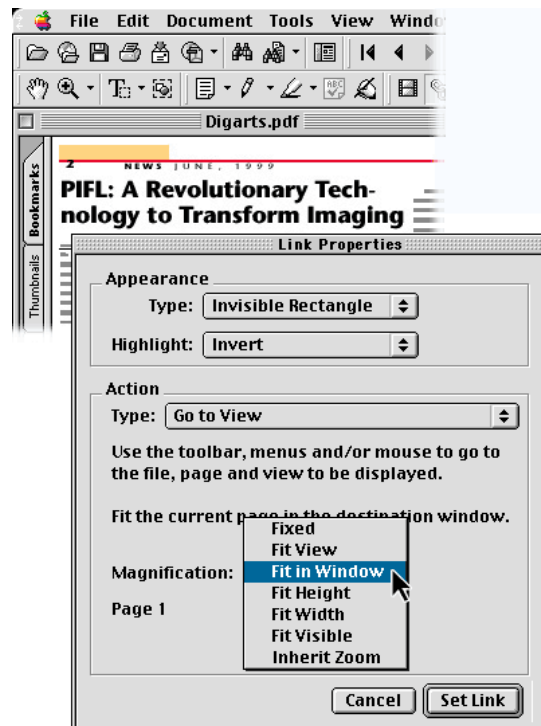 File Edit Document Tools View Windo
Digarts.pdf
Bookmarks
Thumbnails
2 NEWS JUNE, 1999
PIFL: A Revolutionary Tech-
nology to Transform Imaging
Link Properties
Appearance
Type: Invisible Rectangle
Highlight: Invert
Action
Type: Go to View
Use the toolbar, menus and/or mouse to go to
the file, page and view to be displayed.
Fit the current page in the destination window.
Magnification:
Fixed
Fit View
Fit in Window
Fit Height
Fit Width
Fit Visible
Inherit Zoom
Page 1
Cancel Set Link